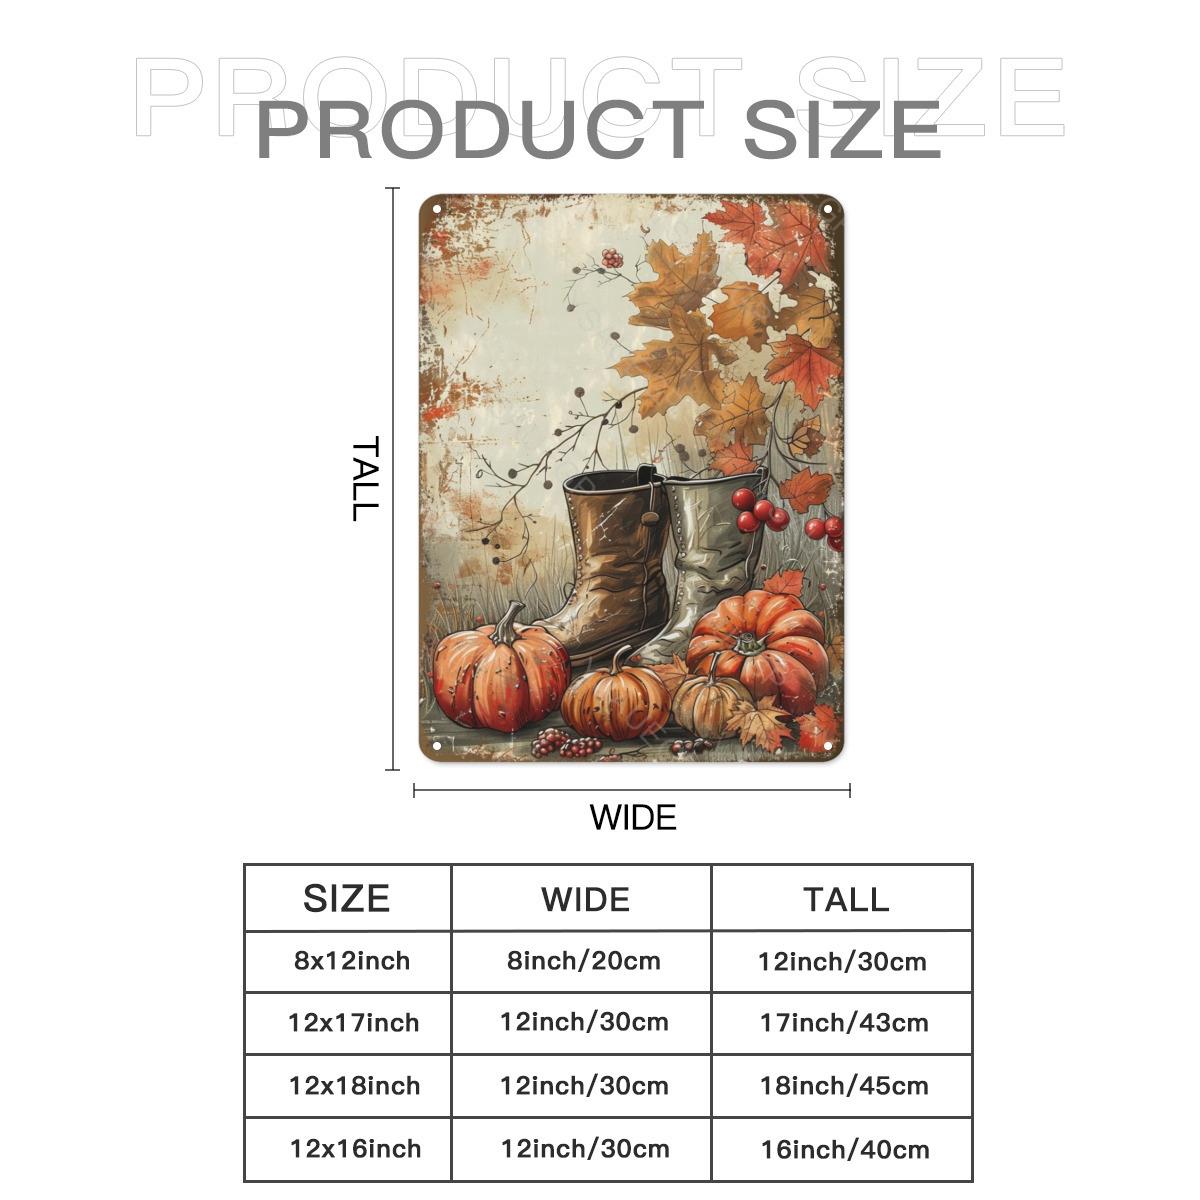 PRODUCT SIZE
PRODUCT SIZE
TALL
WIDE
SIZE WIDE TALL
8x12inch 8inch/20cm 12inch/30cm
12x17inch 12inch/30cm 17inch/43cm
12x18inch 12inch/30cm 18inch/45cm
12x16inch 12inch/30cm 16inch/40cm